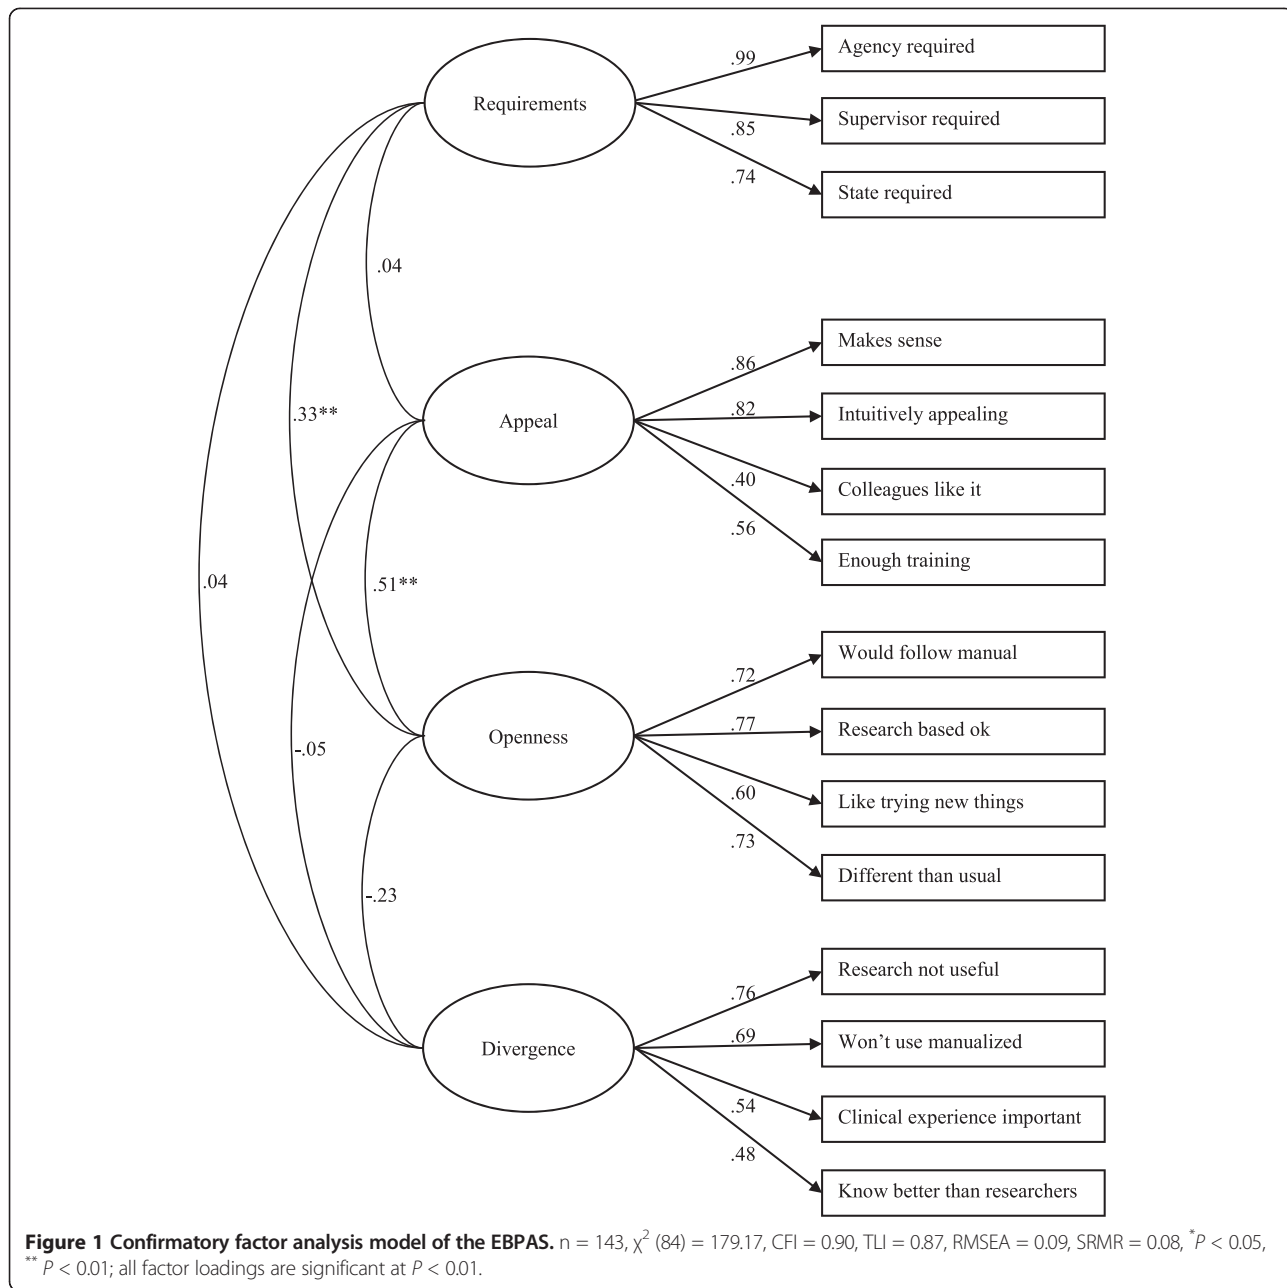 Requirements
.99
Agency required
.85
Supervisor required
.74
State required
.04
Appeal
.86
Makes sense
.82
Intuitively appealing
.40
Colleagues like it
.56
Enough training
.33**
.04
.51**
Openness
.72
Would follow manual
.77
Research based ok
.60
Like trying new things
.73
Different than usual
-.05
-.23
Divergence
.76
Research not useful
.69
Won't use manualized
.54
Clinical experience important
.48
Know better than researchers
Figure 1 Confirmatory factor analysis model of the EBPAS. n = 143, χ² (84) = 179.17, CFI = 0.90, TLI = 0.87, RMSEA = 0.09, SRMR = 0.08, *P < 0.05,
** P < 0.01; all factor loadings are significant at P < 0.01.